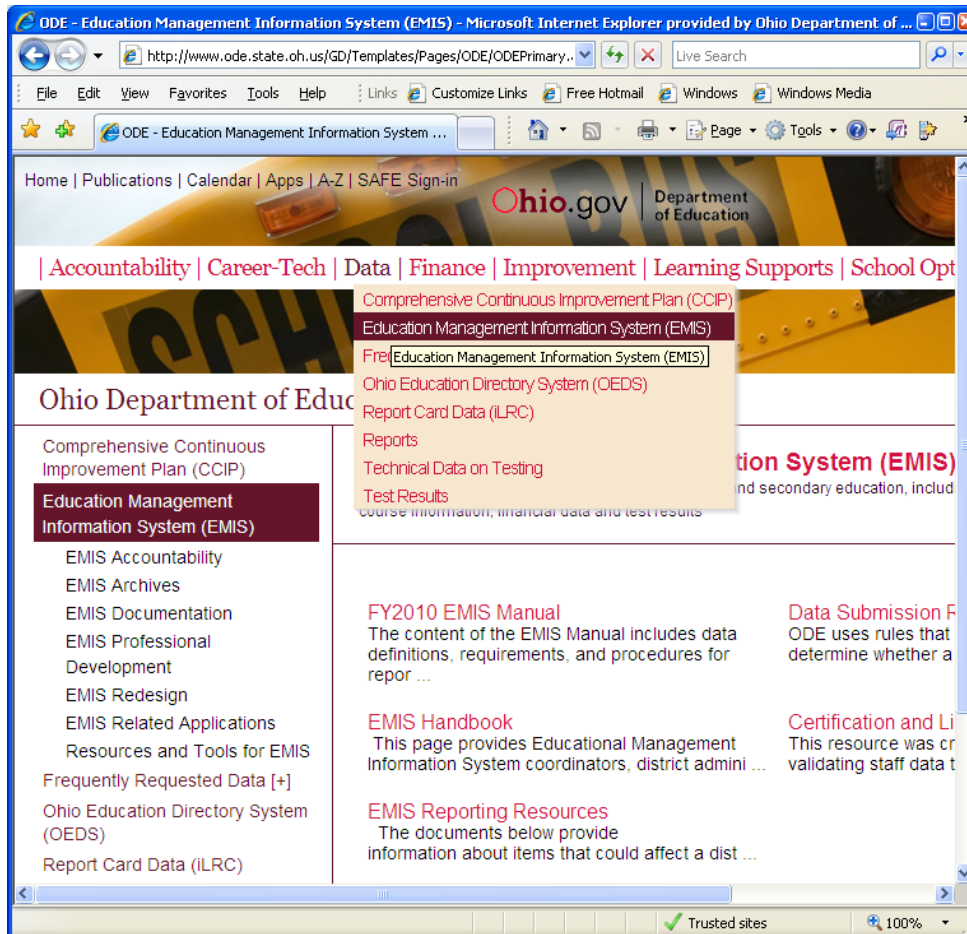 ODE - Education Management Information System (EMIS) - Microsoft Internet Explorer provided by Ohio Department of ...
http://www.ode.state.oh.us/GD/Templates/Pages/ODE/ODEPrimary..
Live Search
File Edit View Favorites Tools Help
Links Customize Links Free Hotmail Windows Windows Media
ODE - Education Management Information System ...
Page Tools
Home | Publications | Calendar | Apps | A-Z | SAFE Sign-in
Ohio.gov
Department
of Education
| Accountability | Career-Tech | Data | Finance | Improvement | Learning Supports | School Opt
Comprehensive Continuous Improvement Plan (CCIP)
Education Management Information System (EMIS)
Education Management Information System (EMIS)
Ohio Education Directory System (OEDS)
Report Card Data (iLRC)
Reports
Technical Data on Testing
Test Results
SCHOOL BUS
Ohio Department of Edu
Comprehensive Continuous
Improvement Plan (CCIP)
Education Management
Information System (EMIS)
EMIS Accountability
EMIS Archives
EMIS Documentation
EMIS Professional
Development
EMIS Redesign
EMIS Related Applications
Resources and Tools for EMIS
Frequently Requested Data [+]
Ohio Education Directory System
(OEDS)
Report Card Data (iLRC)
tion System (EMIS)
nd secondary education, includ
course information, financial data and test results
FY2010 EMIS Manual
The content of the EMIS Manual includes data
definitions, requirements, and procedures for
repor ...
Data Submission R
ODE uses rules that
determine whether a
EMIS Handbook
This page provides Educational Management
Information System coordinators, district admini ...
Certification and Li
This resource was cr
validating staff data t
EMIS Reporting Resources
The documents below provide
information about items that could affect a dist ...
Trusted sites
100%